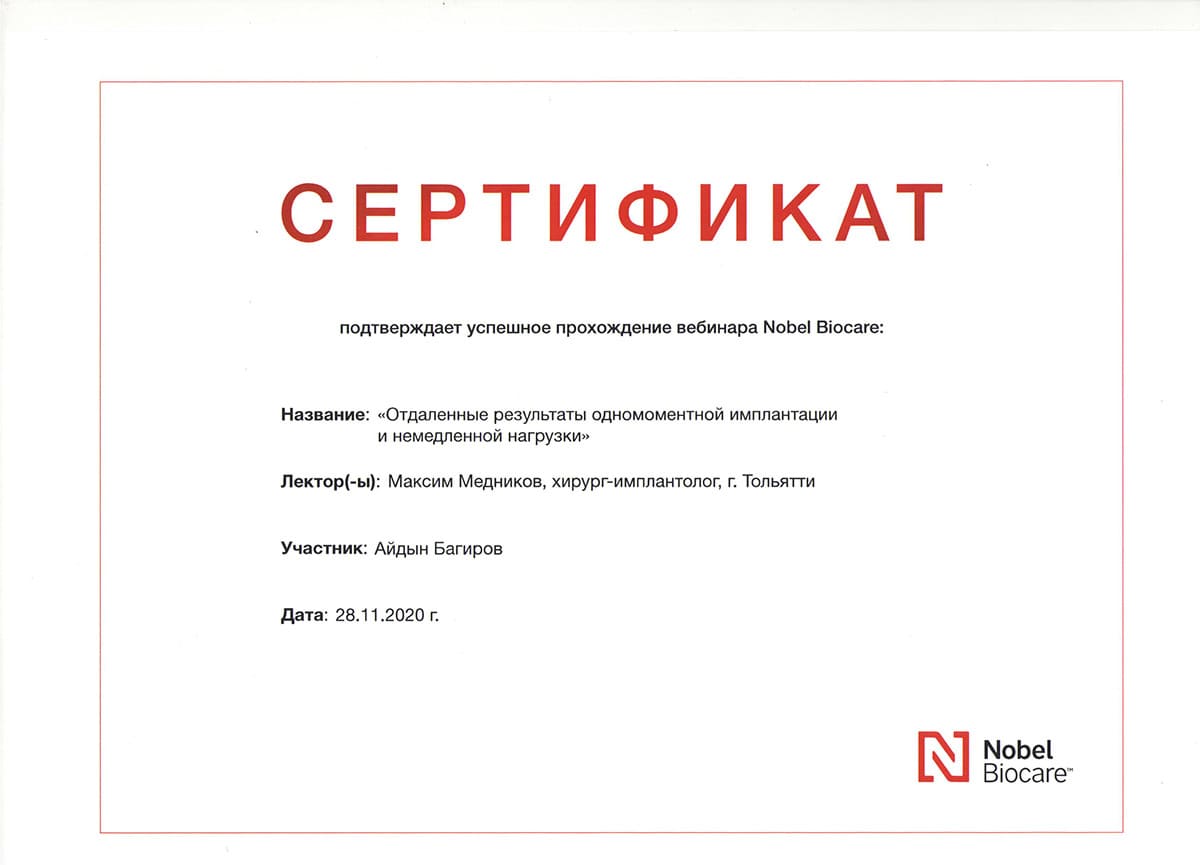 СЕРТИФИКАТ
подтверждает успешное прохождение вебинара Nobel Biocare:
Название: «Отдаленные результаты одномоментной имплантации
и немедленной нагрузки»
Лектор(-ы): Максим Медников, хирург-имплантолог, г. Тольятти
Участник: Айдын Багиров
Дата: 28.11.2020 г.
Nobel
Biocare™